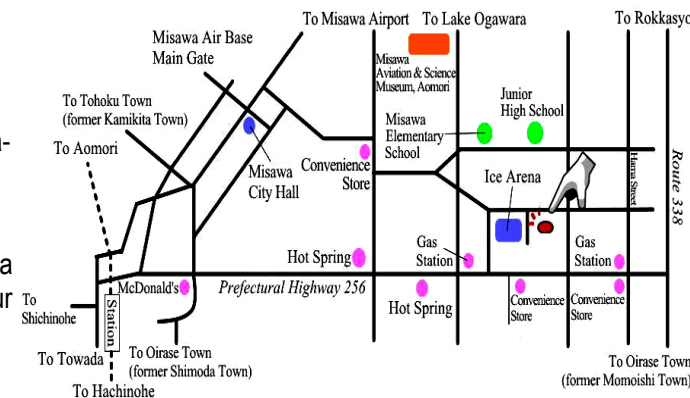 To Misawa Airport
To Lake Ogawara
To Rokkasyo
Misawa Air Base
Main Gate
Misawa
Aviation & Science
Museum, Aomori
To Tohoku Town
(former Kamikita Town)
Junior
High School
Misawa
Elementary
School
a-
To Aomori
Misawa
City Hall
Convenience
Store
Ice Arena
Hama Street
Route 338
a
ur
Hot Spring
Gas
Station
Gas
Station
McDonald's
Prefectural Highway 256
To
Shichinohe
Station
Hot Spring
Convenience
Store
Convenience
Store
To Towada
To Oirase Town
(former Shimoda Town)
To Hachinohe
To Oirase Town
(former Momoishi Town)